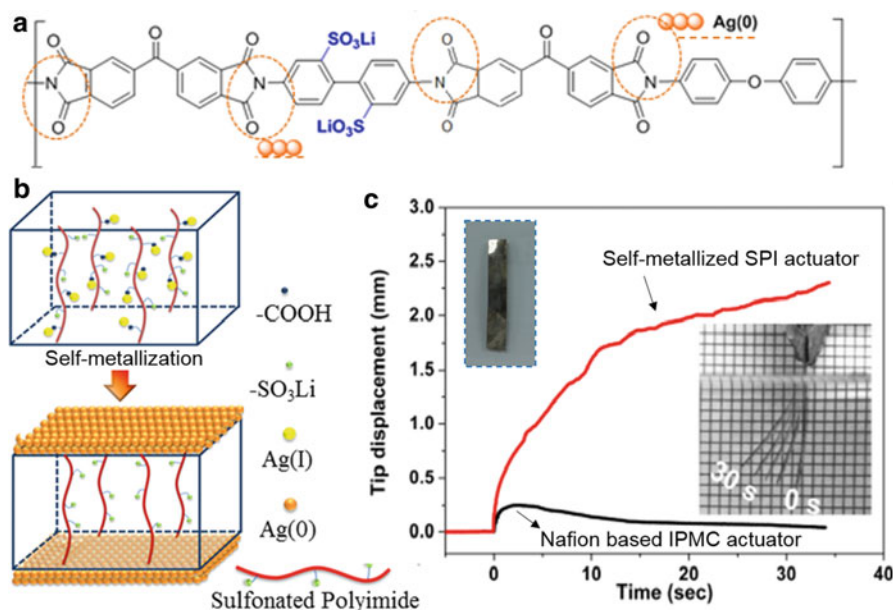 a
SO₃Li
Ag(0)
O
O
O
O
O
O
N
N
N
N
O
O
O
O
O
LiO₃S
b
Self-metallization
-COOH
-SO₃Li
Ag(I)
Ag(0)
Sulfonated Polyimide
c
3.0
2.5
2.0
1.5
1.0
0.5
0.0
Tip displacement (mm)
Self-metallized SPI actuator
30 s
0 s
Nafion based IPMC actuator
0
10
20
30
40
Time (sec)